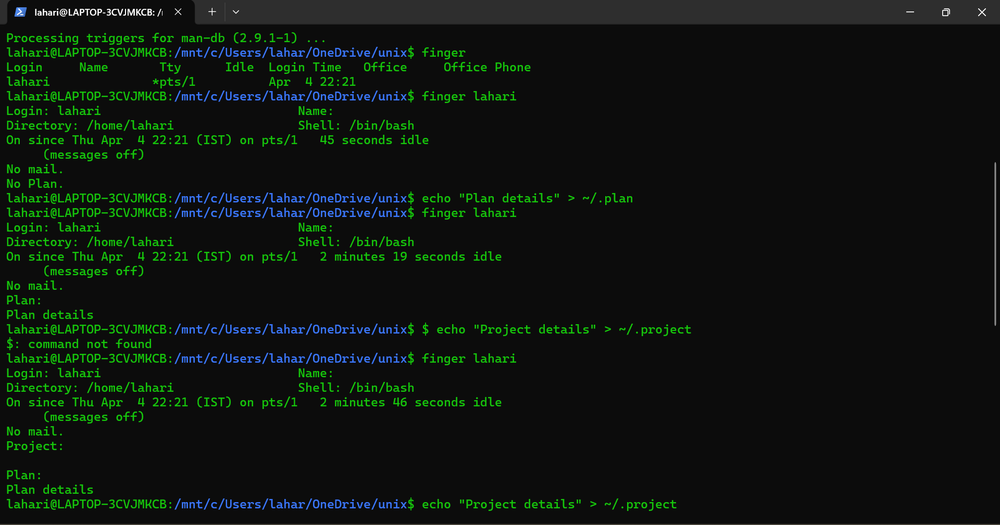 lahari@LAPTOP-3CVJMKCB: /
Processing triggers for man-db (2.9.1-1) ...
lahari@LAPTOP-3CVJMKCB:/mnt/c/Users/lahar/OneDrive/unix$ finger
Login     Name       Tty      Idle  Login Time   Office     Office Phone
lahari              *pts/1          Apr  4 22:21
lahari@LAPTOP-3CVJMKCB:/mnt/c/Users/lahar/OneDrive/unix$ finger lahari
Login: lahari                           Name:
Directory: /home/lahari                 Shell: /bin/bash
On since Thu Apr  4 22:21 (IST) on pts/1   45 seconds idle
     (messages off)
No mail.
No Plan.
lahari@LAPTOP-3CVJMKCB:/mnt/c/Users/lahar/OneDrive/unix$ echo "Plan details" > ~/.plan
lahari@LAPTOP-3CVJMKCB:/mnt/c/Users/lahar/OneDrive/unix$ finger lahari
Login: lahari                           Name:
Directory: /home/lahari                 Shell: /bin/bash
On since Thu Apr  4 22:21 (IST) on pts/1   2 minutes 19 seconds idle
     (messages off)
No mail.
Plan:
Plan details
lahari@LAPTOP-3CVJMKCB:/mnt/c/Users/lahar/OneDrive/unix$ $ echo "Project details" > ~/.project
$: command not found
lahari@LAPTOP-3CVJMKCB:/mnt/c/Users/lahar/OneDrive/unix$ finger lahari
Login: lahari                           Name:
Directory: /home/lahari                 Shell: /bin/bash
On since Thu Apr  4 22:21 (IST) on pts/1   2 minutes 46 seconds idle
     (messages off)
No mail.
Project:

Plan:
Plan details
lahari@LAPTOP-3CVJMKCB:/mnt/c/Users/lahar/OneDrive/unix$ echo "Project details" > ~/.project